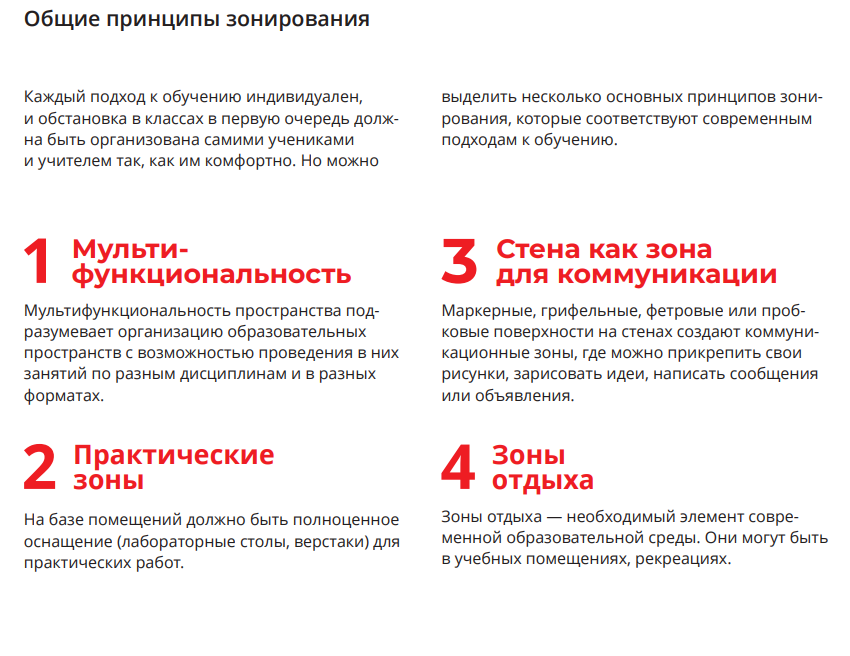 Общие принципы зонирования
Каждый подход к обучению индивидуален,
и обстановка в классах в первую очередь долж-
на быть организована самими учениками
и учителем так, как им комфортно. Но можно
выделить несколько основных принципов зони-
рования, которые соответствуют современным
подходам к обучению.
1 Мульти-
функциональность
Мультифункциональность пространства под-
разумевает организацию образовательных
пространств с возможностью проведения в них
занятий по разным дисциплинам и в разных
форматах.
2 Практические
зоны
На базе помещений должно быть полноценное
оснащение (лабораторные столы, верстаки) для
практических работ.
3 Стена как зона
для коммуникации
Маркерные, грифельные, фетровые или проб-
ковые поверхности на стенах создают коммуни-
кационные зоны, где можно прикрепить свои
рисунки, зарисовать идеи, написать сообщения
или объявления.
4 Зоны
отдыха
Зоны отдыха — необходимый элемент совре-
менной образовательной среды. Они могут быть
в учебных помещениях, рекреациях.